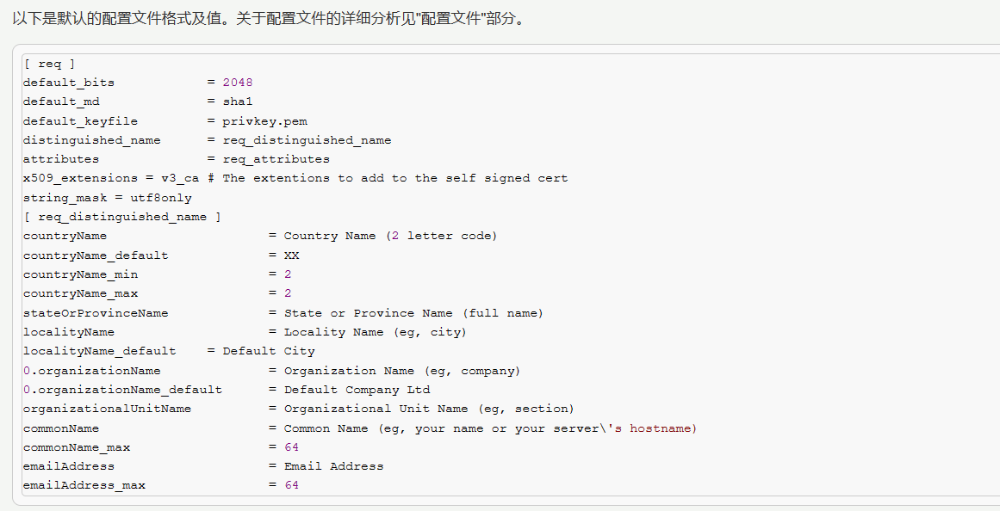 以下是默认的配置文件格式及值。关于配置文件的详细分析见"配置文件"部分。
[ req ]
default_bits            = 2048
default_md              = sha1
default_keyfile         = privkey.pem
distinguished_name      = req_distinguished_name
attributes              = req_attributes
x509_extensions = v3_ca # The extentions to add to the self signed cert
string_mask = utf8only
[ req_distinguished_name ]
countryName                     = Country Name (2 letter code)
countryName_default             = XX
countryName_min                 = 2
countryName_max                 = 2
stateOrProvinceName             = State or Province Name (full name)
localityName                    = Locality Name (eg, city)
localityName_default    = Default City
0.organizationName              = Organization Name (eg, company)
0.organizationName_default      = Default Company Ltd
organizationalUnitName          = Organizational Unit Name (eg, section)
commonName                      = Common Name (eg, your name or your server\'s hostname)
commonName_max                  = 64
emailAddress                    = Email Address
emailAddress_max                = 64